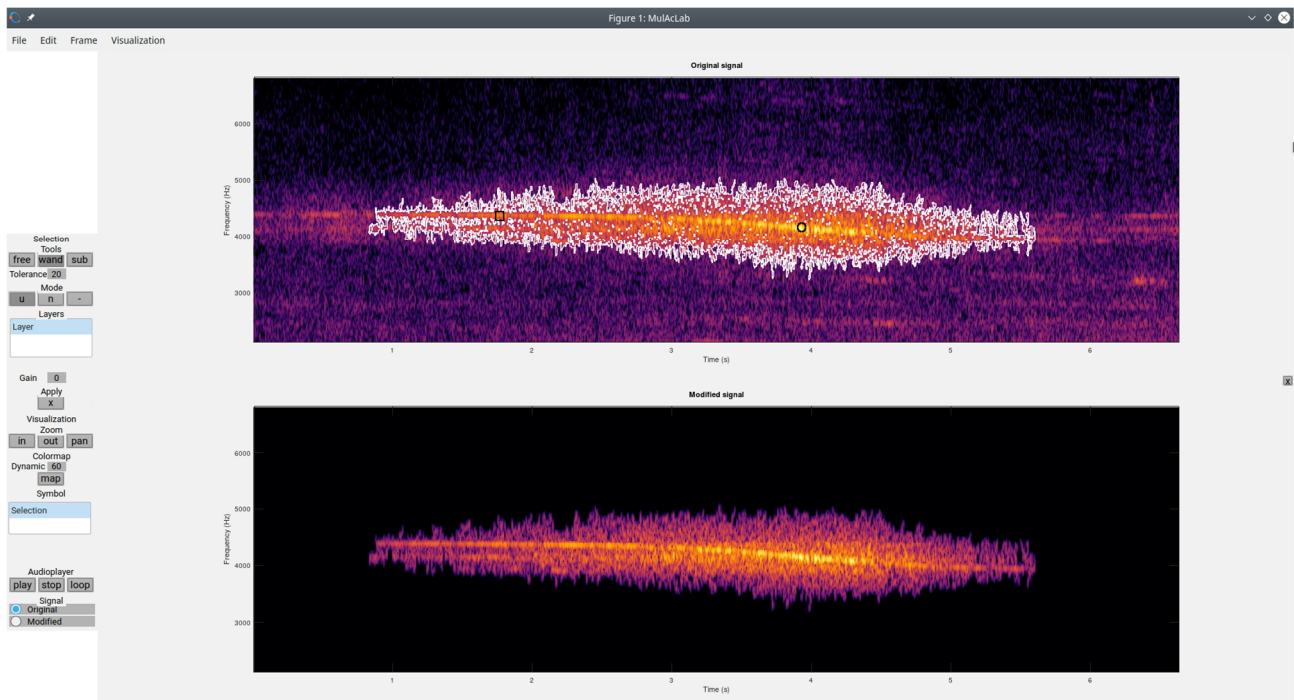 Figure 1: MulAcLab
File Edit Frame Visualization
Original signal
6000
5000
4000
3000
Frequency (Hz)
1 2 3 4 5 6
Time (s)
Selection
Tools
free wand sub
Tolerance 20
Mode
u n -
Layers
Layer
Gain 0
Apply
x
Visualization
Zoom
in out pan
Colormap
Dynamic 60
map
Symbol
Selection
Audioplayer
play stop loop
Signal
Original
Modified
x
Modified signal
6000
5000
4000
3000
Frequency (Hz)
1 2 3 4 5 6
Time (s)